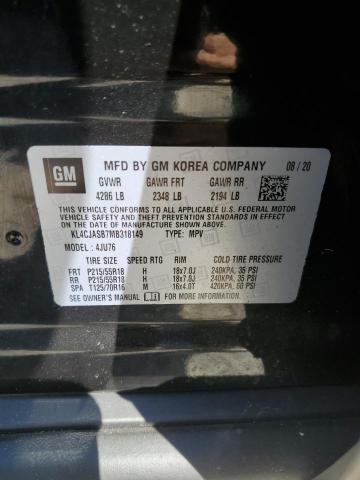 GM
MFD BY GM KOREA COMPANY 08/20
GVWR GAWR FRT GAWR RR
4286 LB 2348 LB 2194 LB
THIS VEHICLE CONFORMS TO ALL APPLICABLE
U.S. FEDERAL MOTOR
VEHICLE SAFETY, BUMPER, AND THEFT PREVENTION STANDARDS
IN EFFECT ON THE DATE OF MANUFACTURE SHOWN ABOVE.
KL4CJASB7MB318149 TYPE: MPV
MODEL : 4JU76
TIRE SIZE SPEED RTG RIM COLD TIRE PRESSURE
FRT P215/55R18 H 18x7.0J 240KPA, 35 PSI
RR P215/55R18 H 18x7.0J 240KPA, 35 PSI
SPA T125/70R16 M 16x4.0T 420KPA, 60 PSI
SEE OWNER'S MANUAL FOR MORE INFORMATION